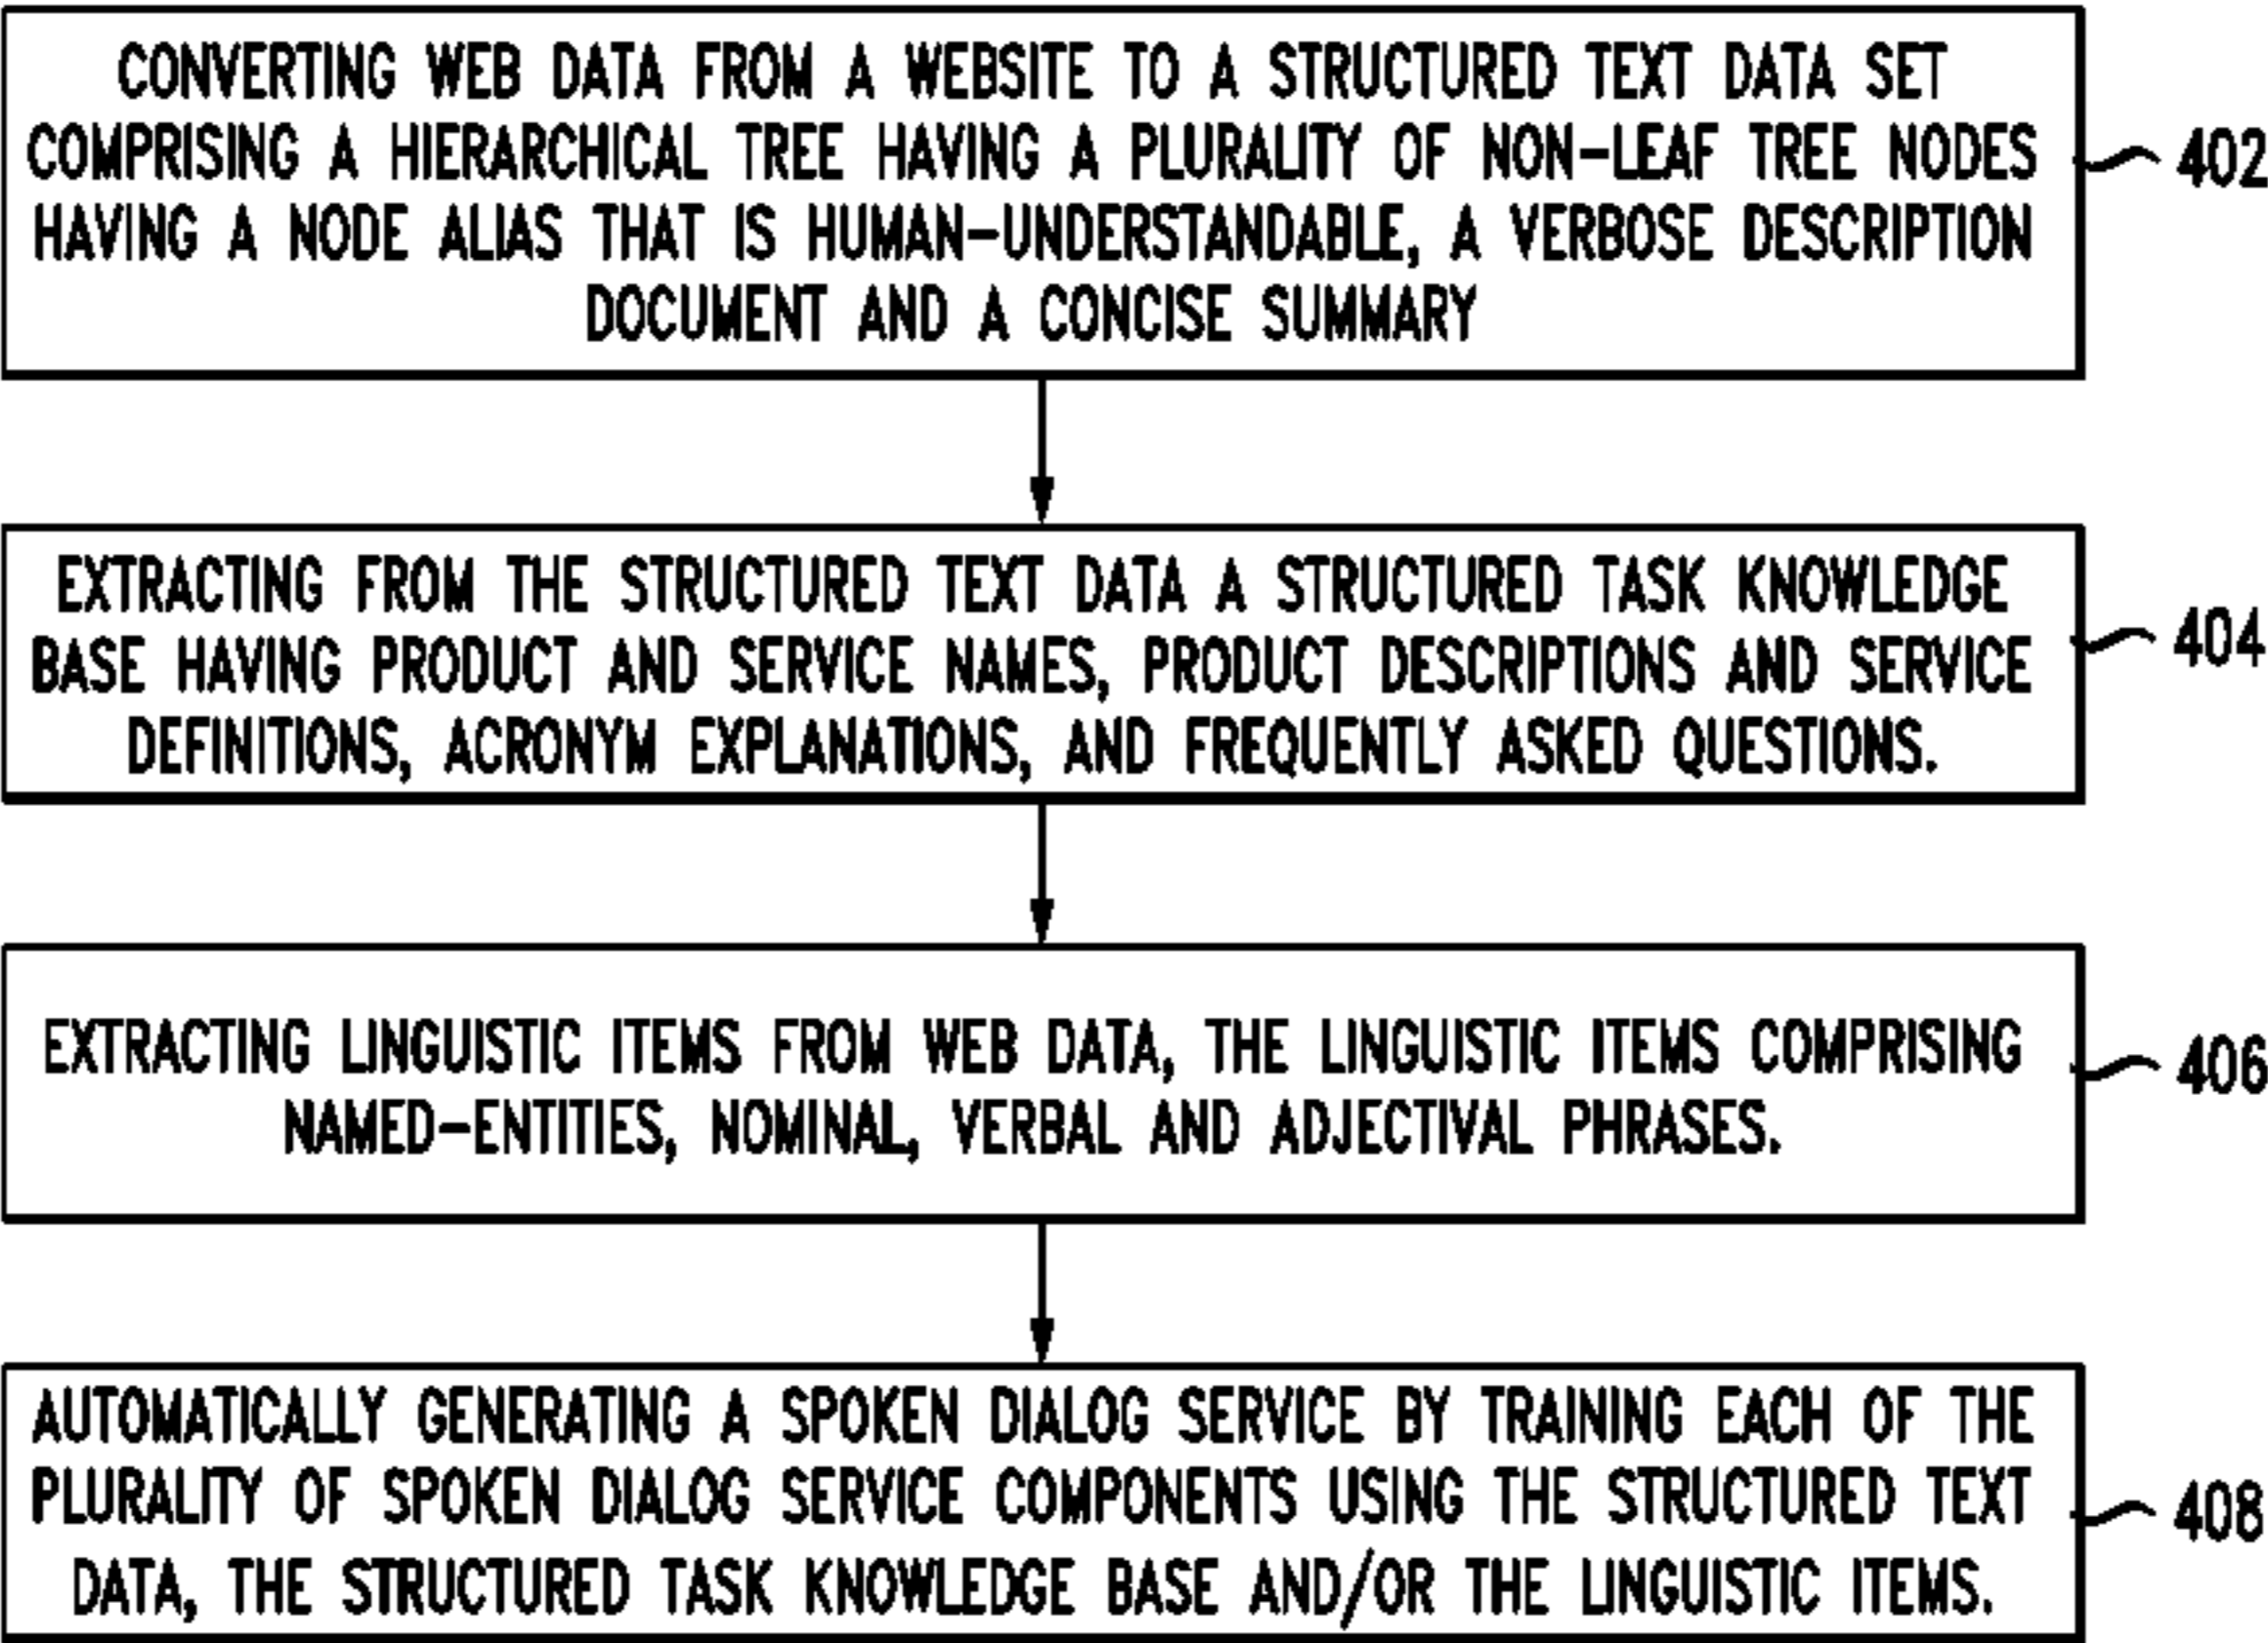 CONVERTING WEB DATA FROM A WEBSITE TO A STRUCTURED TEXT DATA SET
COMPRISING A HIERARCHICAL TREE HAVING A PLURALITY OF NON-LEAF TREE NODES
HAVING A NODE ALIAS THAT IS HUMAN-UNDERSTANDABLE, A VERBOSE DESCRIPTION
DOCUMENT AND A CONCISE SUMMARY
402
EXTRACTING FROM THE STRUCTURED TEXT DATA A STRUCTURED TASK KNOWLEDGE
BASE HAVING PRODUCT AND SERVICE NAMES, PRODUCT DESCRIPTIONS AND SERVICE
DEFINITIONS, ACRONYM EXPLANATIONS, AND FREQUENTLY ASKED QUESTIONS.
404
EXTRACTING LINGUISTIC ITEMS FROM WEB DATA, THE LINGUISTIC ITEMS COMPRISING
NAMED-ENTITIES, NOMINAL, VERBAL AND ADJECTIVAL PHRASES.
406
AUTOMATICALLY GENERATING A SPOKEN DIALOG SERVICE BY TRAINING EACH OF THE
PLURALITY OF SPOKEN DIALOG SERVICE COMPONENTS USING THE STRUCTURED TEXT
DATA, THE STRUCTURED TASK KNOWLEDGE BASE AND/OR THE LINGUISTIC ITEMS.
408